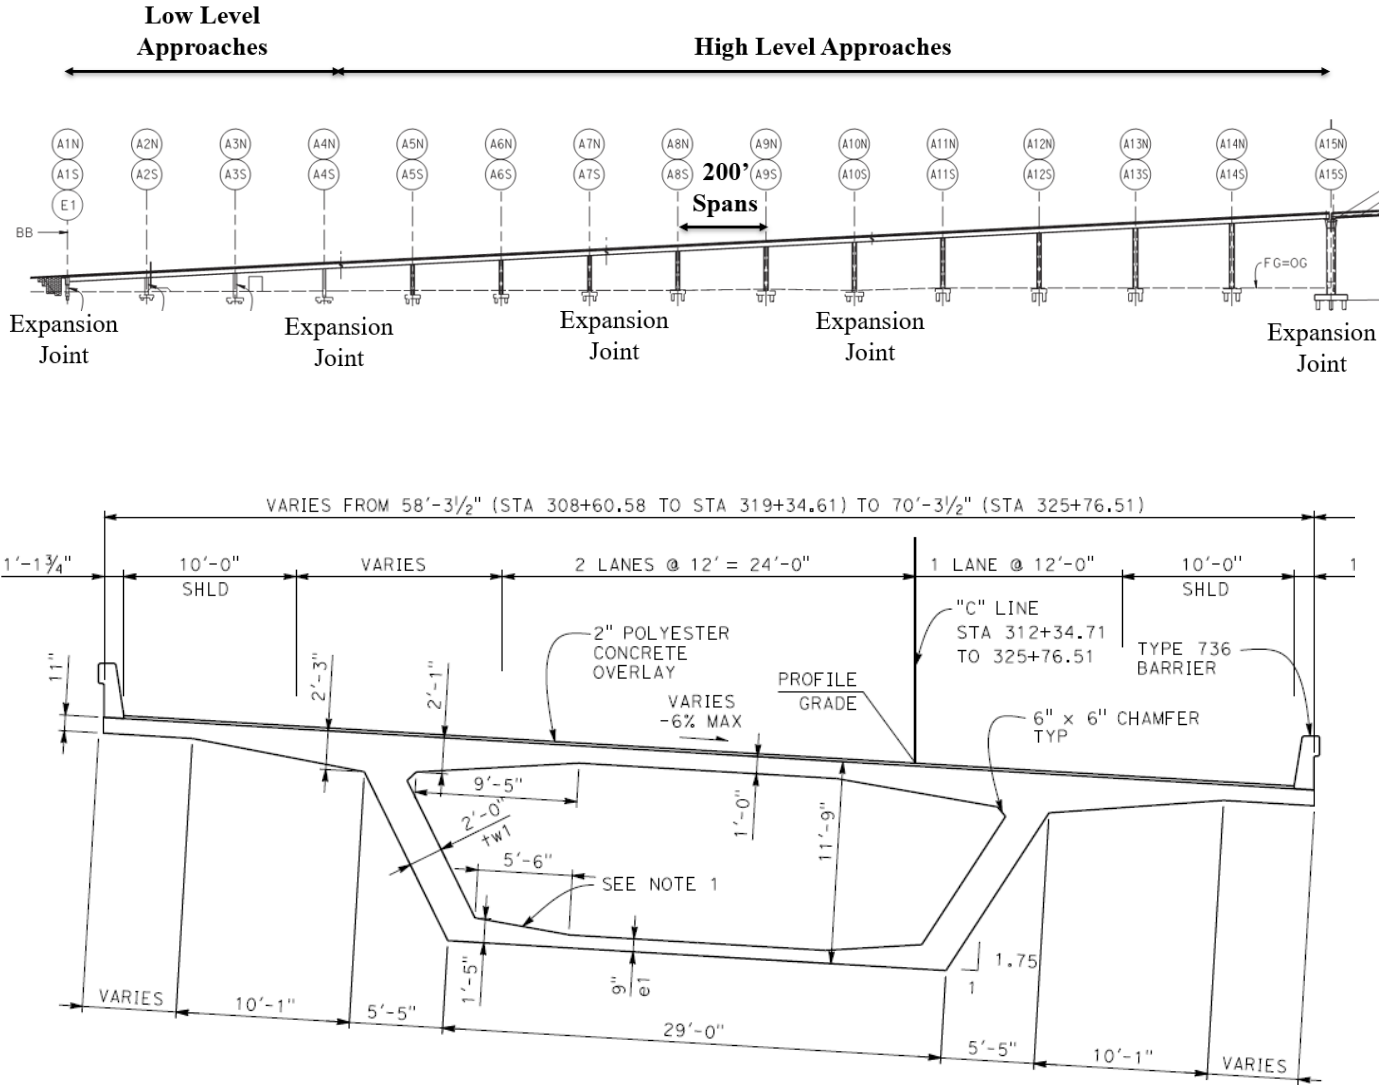 Low Level
Approaches
High Level Approaches
A1N A2N A3N A4N A5N A6N A7N A8N A9N A10N A11N A12N A13N A14N A15N
A1S A2S A3S A4S A5S A6S A7S A8S A9S A10S A11S A12S A13S A14S A15S
200’
Spans
E1
BB
FG=OG
Expansion
Joint
Expansion
Joint
Expansion
Joint
Expansion
Joint
Expansion
Joint
VARIES FROM 58'-3½" (STA 308+60.58 TO STA 319+34.61) TO 70'-3½" (STA 325+76.51)
1'-1¾" 10'-0" VARIES 2 LANES @ 12' = 24'-0" 1 LANE @ 12'-0" 10'-0" 1
SHLD SHLD
"C" LINE
STA 312+34.71
TO 325+76.51
2" POLYESTER
CONCRETE
OVERLAY
TYPE 736
BARRIER
11"
2'-3"
2'-1"
PROFILE
GRADE
VARIES
-6% MAX
6" x 6" CHAMFER
TYP
9'-5"
1'-0"
11'-9"
2'-0"
tw1
5'-6"
SEE NOTE 1
1.75
1
1'-5"
9"
e1
VARIES 10'-1" 5'-5" 29'-0" 5'-5" 10'-1" VARIES